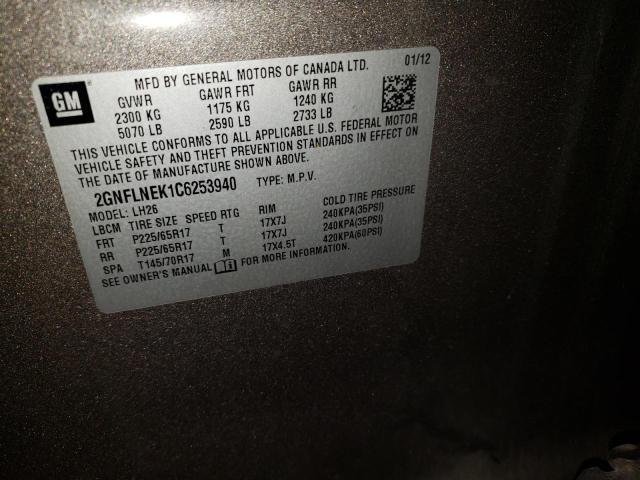 GM
MFD BY GENERAL MOTORS OF CANADA LTD. 01/12
GVWR GAWR FRT GAWR RR
2300 KG 1175 KG 1240 KG
5070 LB 2590 LB 2733 LB
THIS VEHICLE CONFORMS TO ALL APPLICABLE U.S. FEDERAL MOTOR
VEHICLE SAFETY AND THEFT PREVENTION STANDARDS IN EFFECT ON
THE DATE OF MANUFACTURE SHOWN ABOVE.
2GNFLNEK1C6253940 TYPE: M.P.V.
MODEL: LH26
LBCM TIRE SIZE SPEED RTG RIM COLD TIRE PRESSURE
FRT P225/65R17 T 17X7J 240KPA(35PSI)
RR P225/65R17 T 17X7J 240KPA(35PSI)
SPA T145/70R17 M 17X4.5T 420KPA(60PSI)
SEE OWNER'S MANUAL FOR MORE INFORMATION.